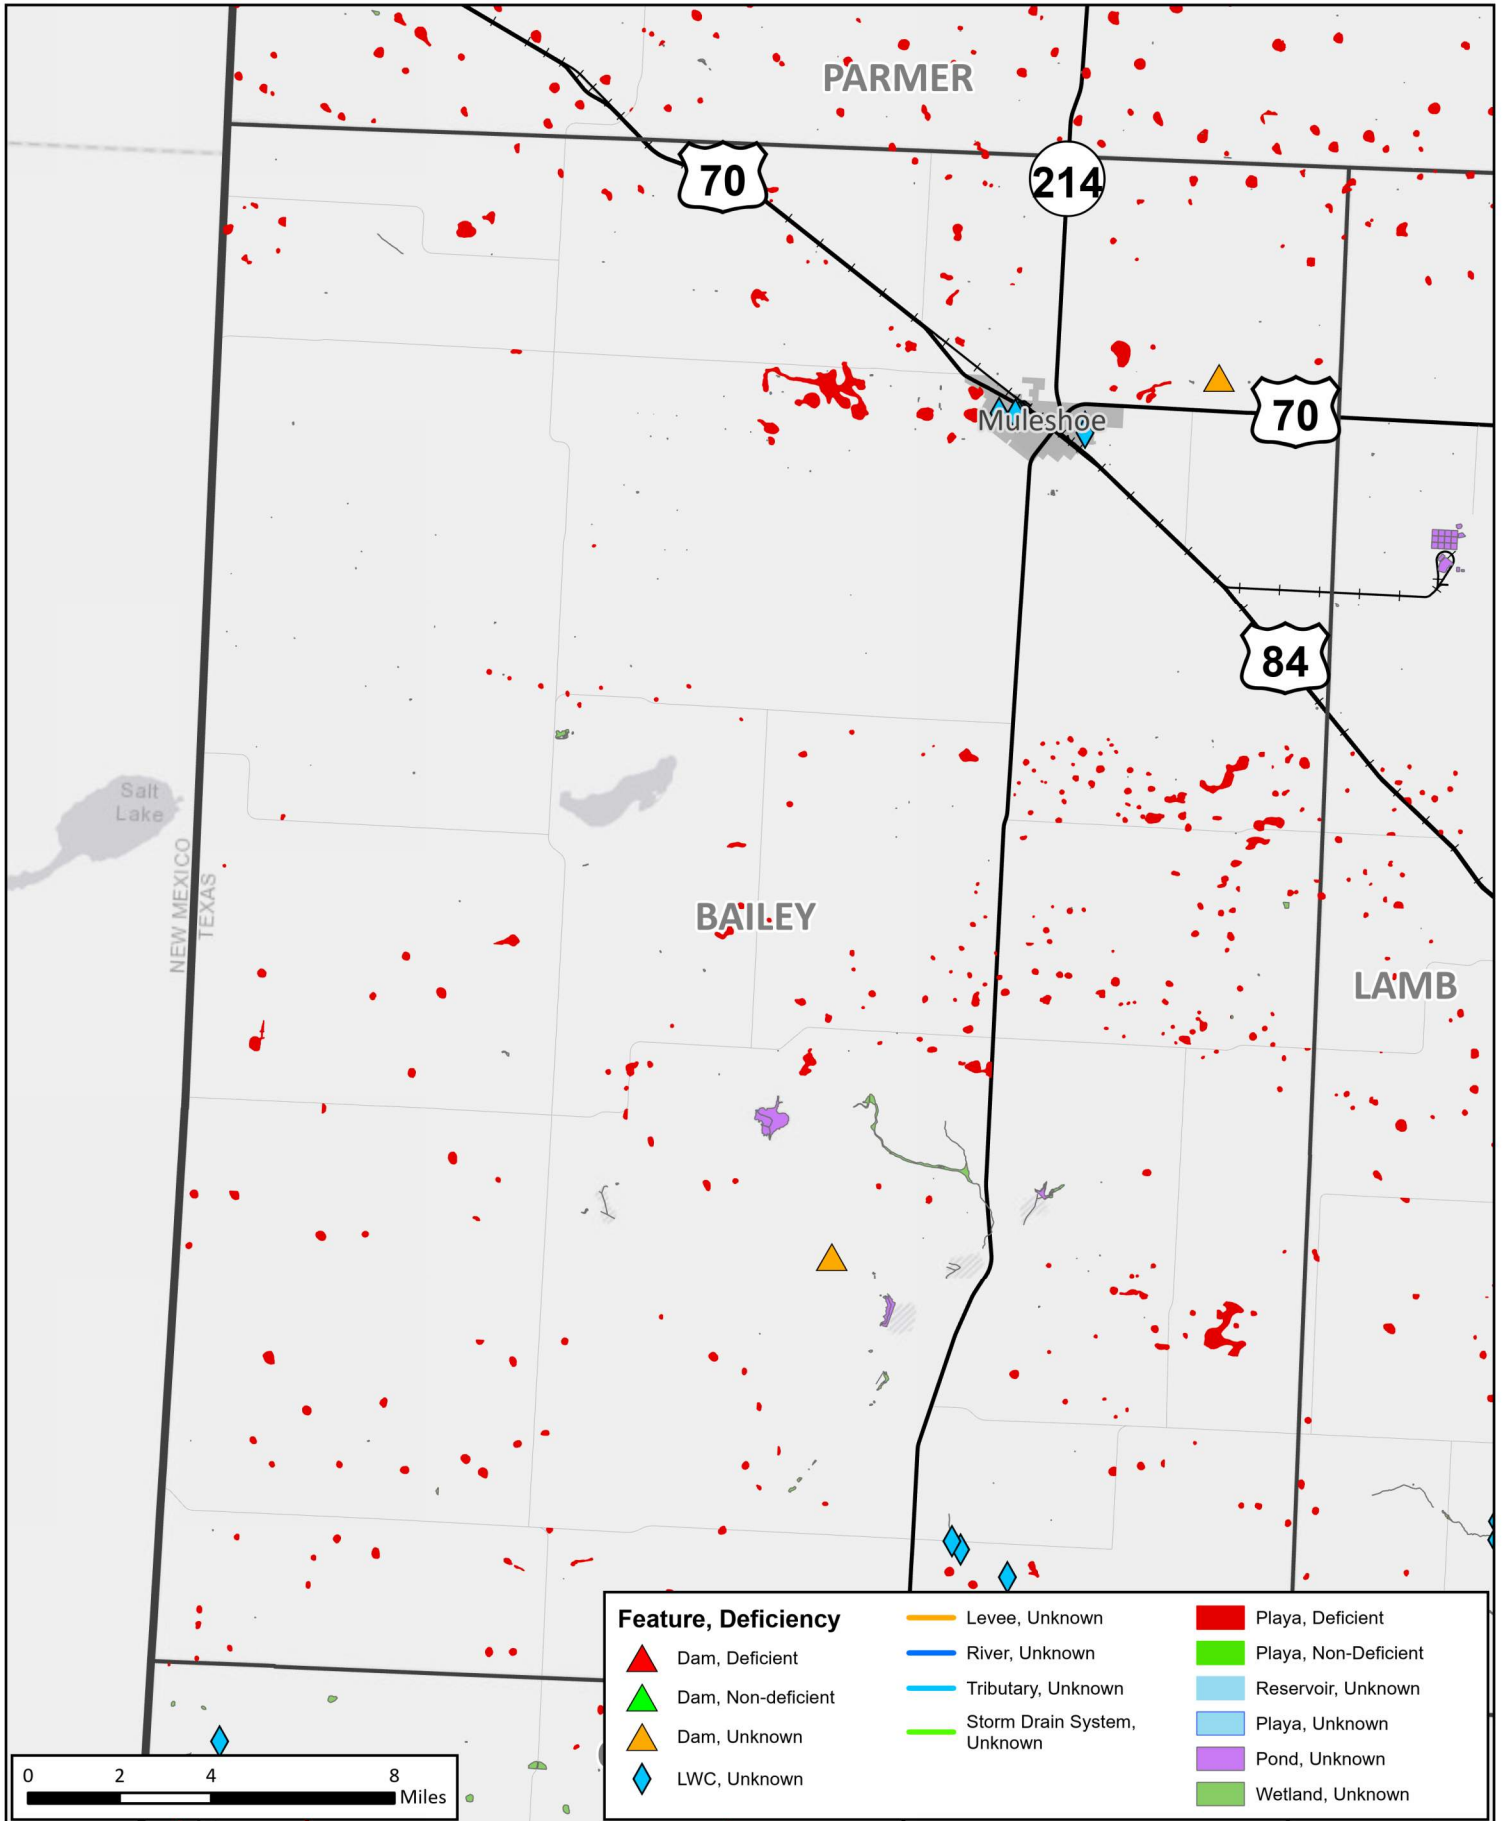 PARMER
70
214
Muleshoe
70
84
Salt
Lake
NEW MEXICO
TEXAS
BAILEY
LAMB
Feature, Deficiency
Dam, Deficient
Dam, Non-deficient
Dam, Unknown
LWC, Unknown
Levee, Unknown
River, Unknown
Tributary, Unknown
Storm Drain System,
Unknown
Playa, Deficient
Playa, Non-Deficient
Reservoir, Unknown
Playa, Unknown
Pond, Unknown
Wetland, Unknown
0 2 4 8
Miles